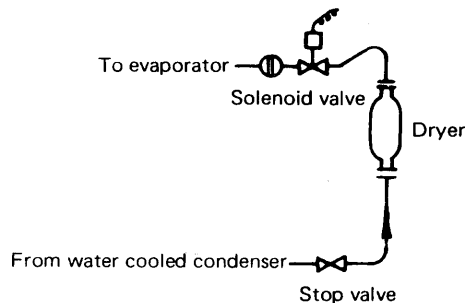 To evaporator
Solenoid valve
Dryer
From water cooled condenser
Stop valve